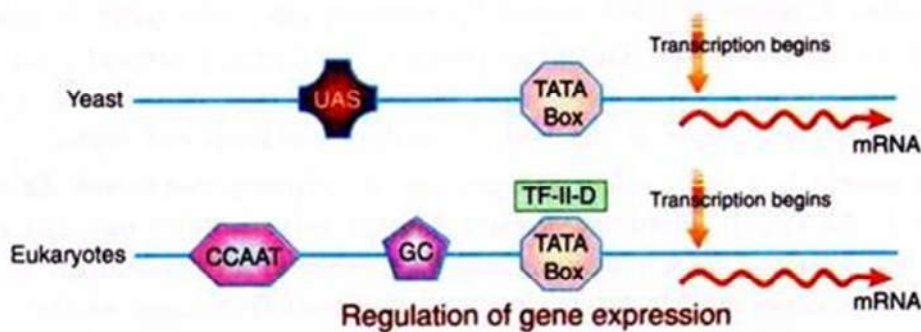 Transcription begins
Yeast
UAS
TATA
Box
mRNA
TF-II-D
Transcription begins
Eukaryotes
CCAAT
GC
TATA
Box
mRNA
Regulation of gene expression